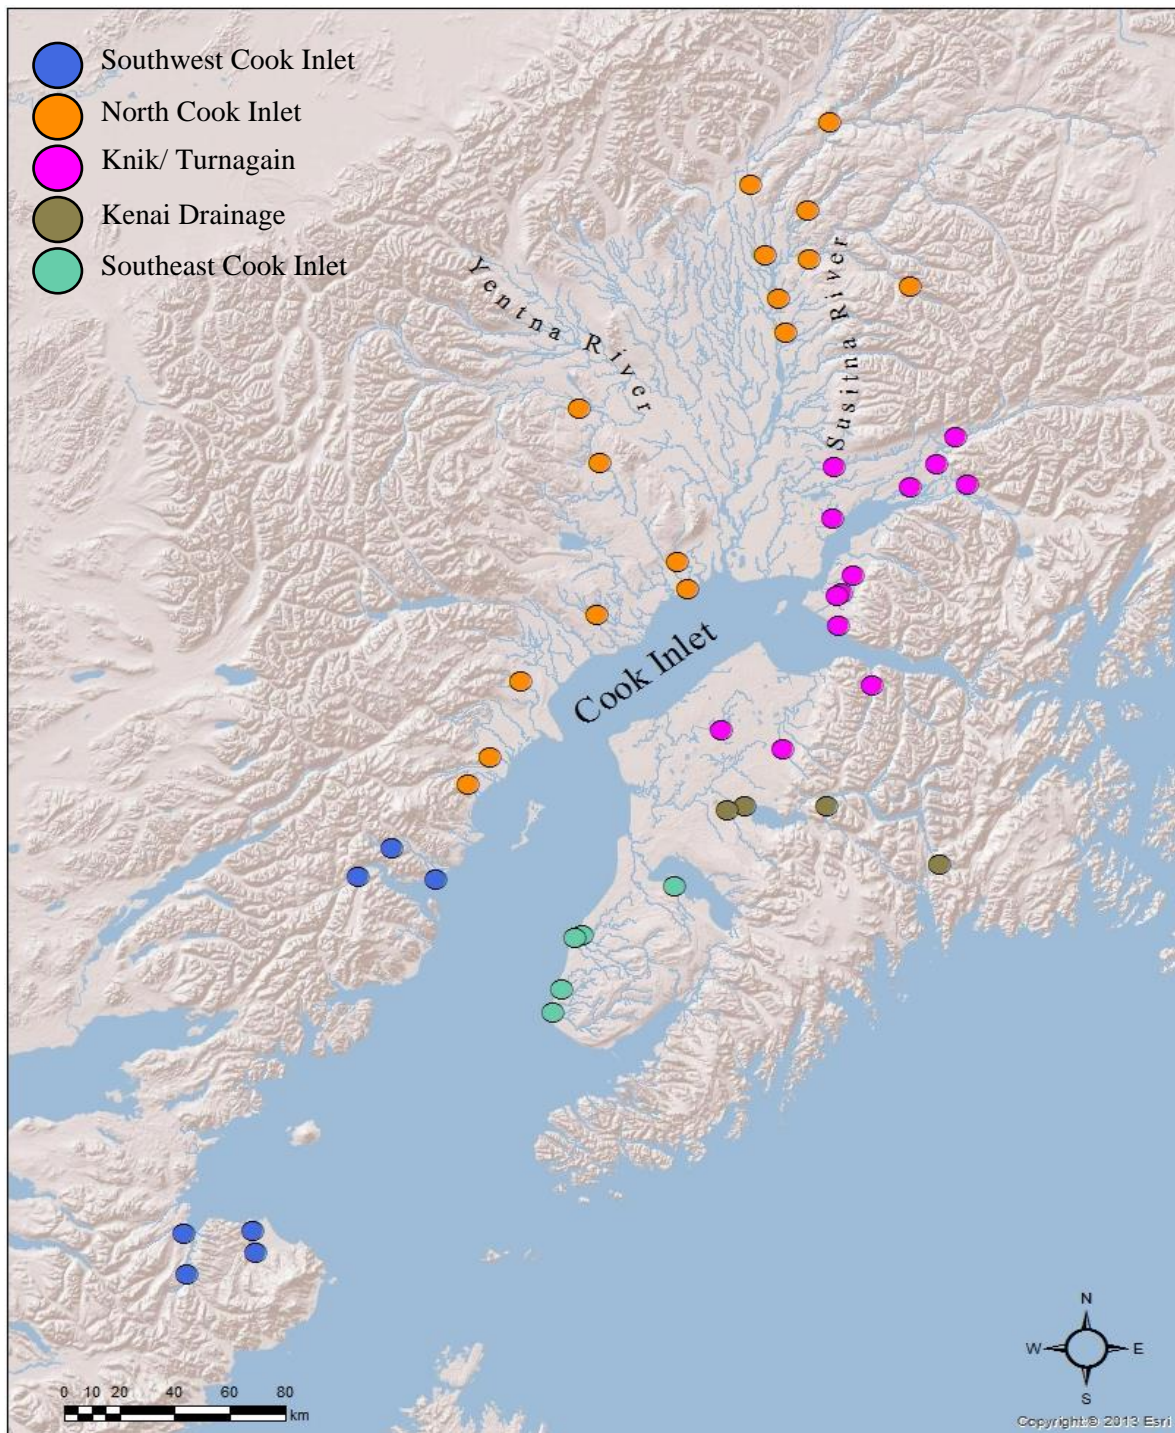 Southwest Cook Inlet
North Cook Inlet
Knik/ Turnagain
Kenai Drainage
Southeast Cook Inlet
Yentna River
Susitna River
Cook Inlet
N
W E
S
0 10 20 40 60 80
km
Copyright:© 2013 Esri